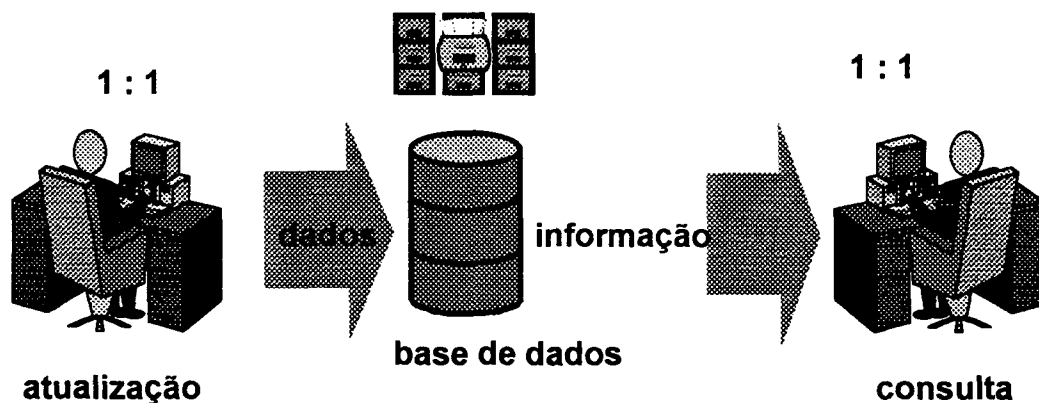 1 : 1
1 : 1
dados
informação
base de dados
atualização
consulta